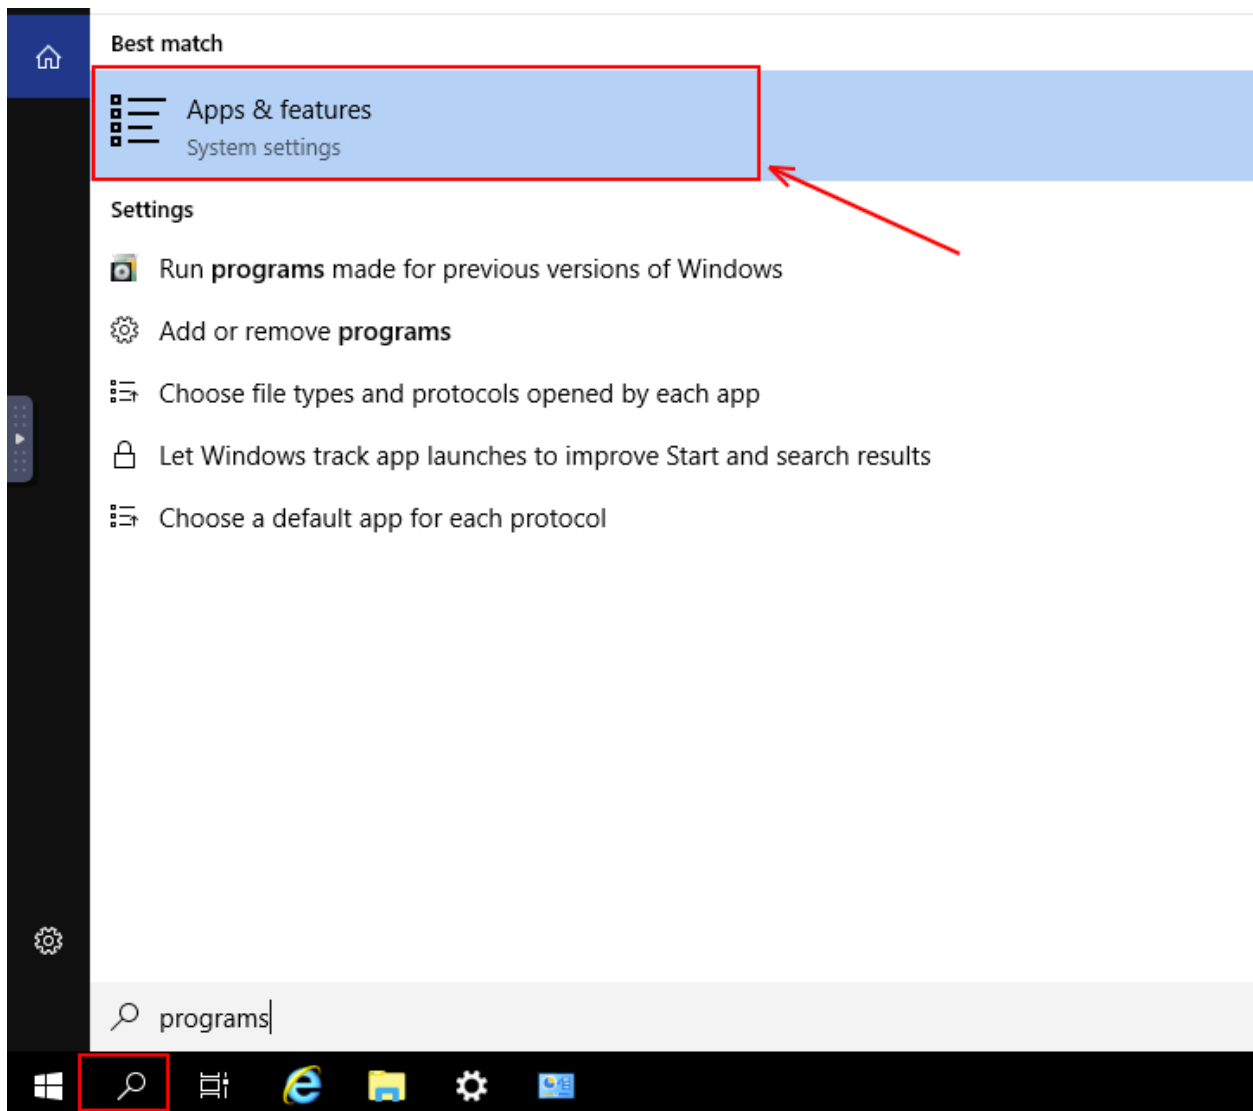 Best match
Apps & features
System settings
Settings
Run programs made for previous versions of Windows
Add or remove programs
Choose file types and protocols opened by each app
Let Windows track app launches to improve Start and search results
Choose a default app for each protocol
programs